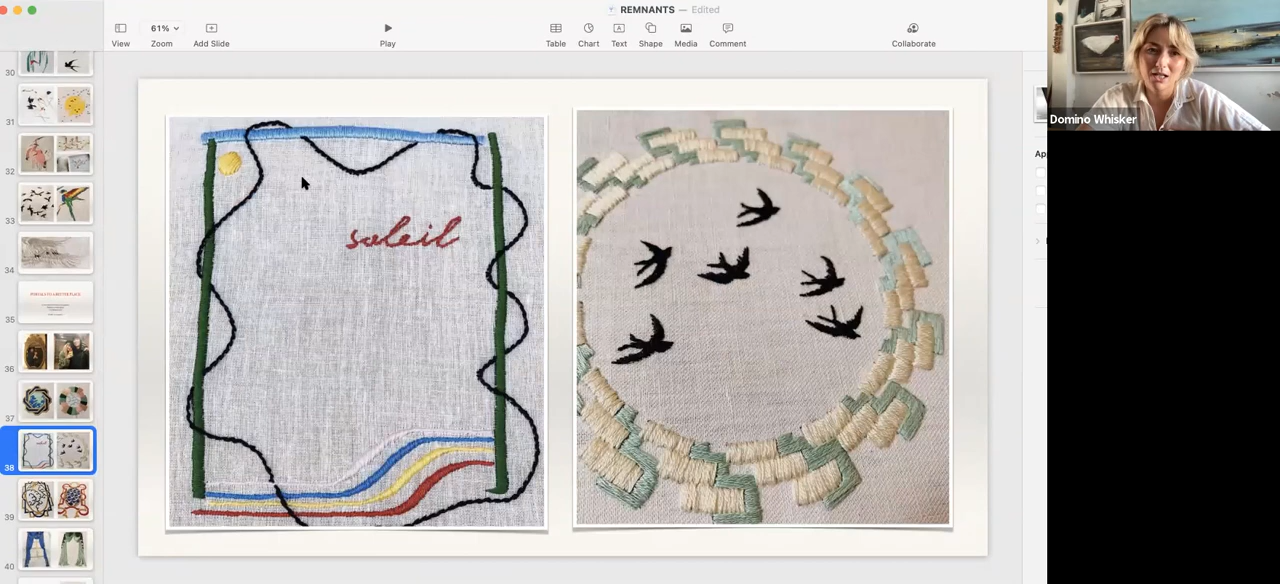 REMNANTS — Edited
61%
View
Zoom
Add Slide
Play
Table
Chart
Text
Shape
Media
Comment
Collaborate
Domino Whisker
soleil
30
31
32
33
34
35
36
37
38
39
40